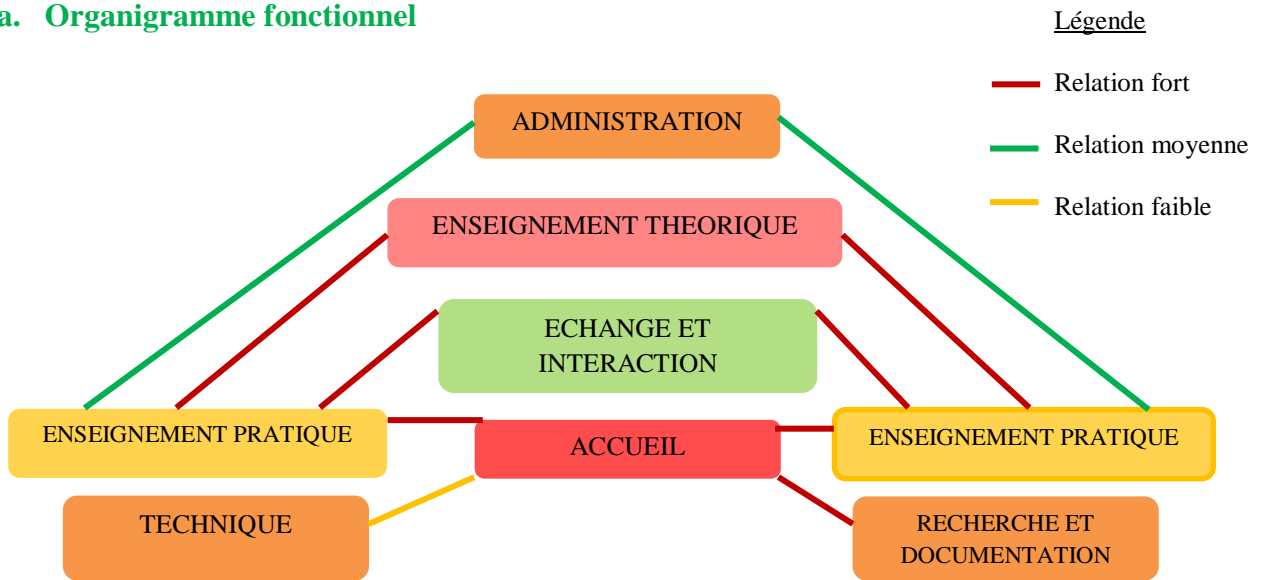 a. Organigramme fonctionnel
Légende
Relation fort
Relation moyenne
Relation faible
ADMINISTRATION
ENSEIGNEMENT THEORIQUE
ECHANGE ET
INTERACTION
ENSEIGNEMENT PRATIQUE
ACCUEIL
ENSEIGNEMENT PRATIQUE
TECHNIQUE
RECHERCHE ET
DOCUMENTATION